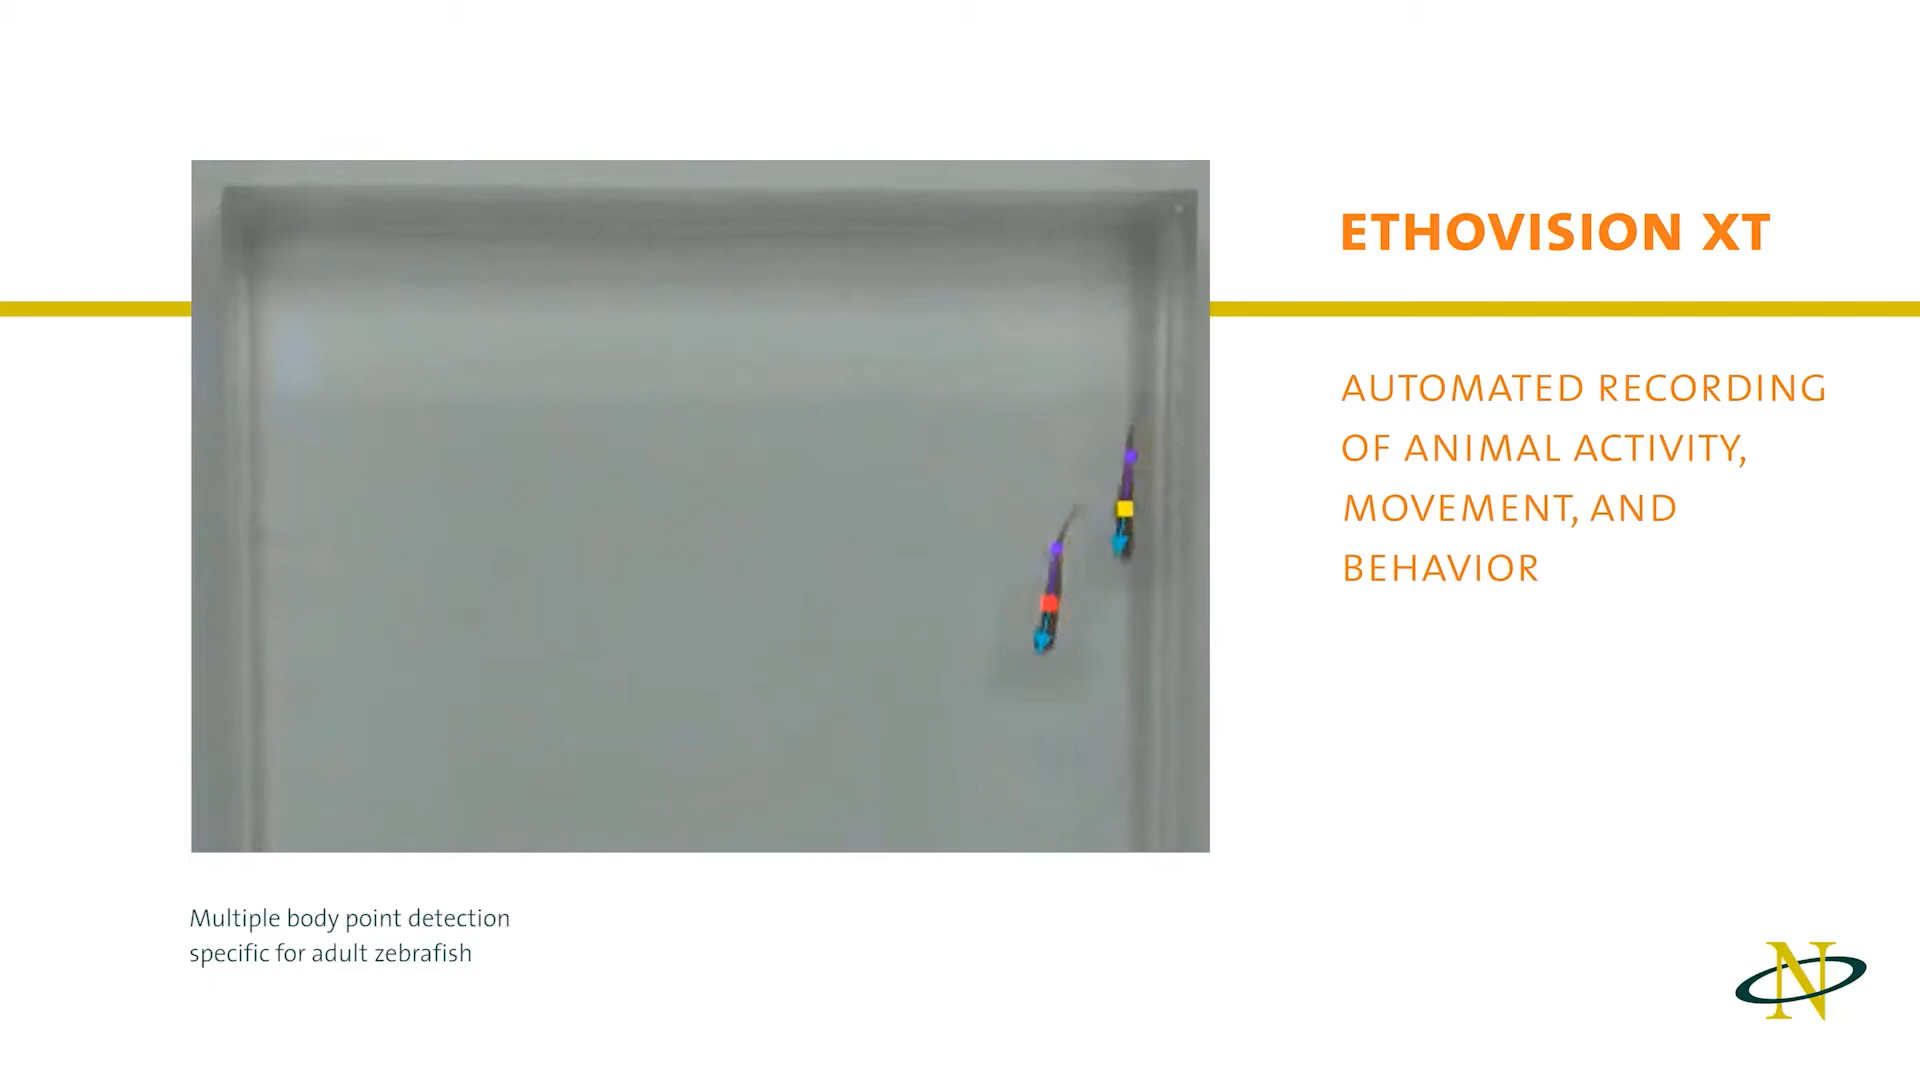 ETHOVISION XT
AUTOMATED RECORDING
OF ANIMAL ACTIVITY,
MOVEMENT, AND
BEHAVIOR
Multiple body point detection
specific for adult zebrafish
N